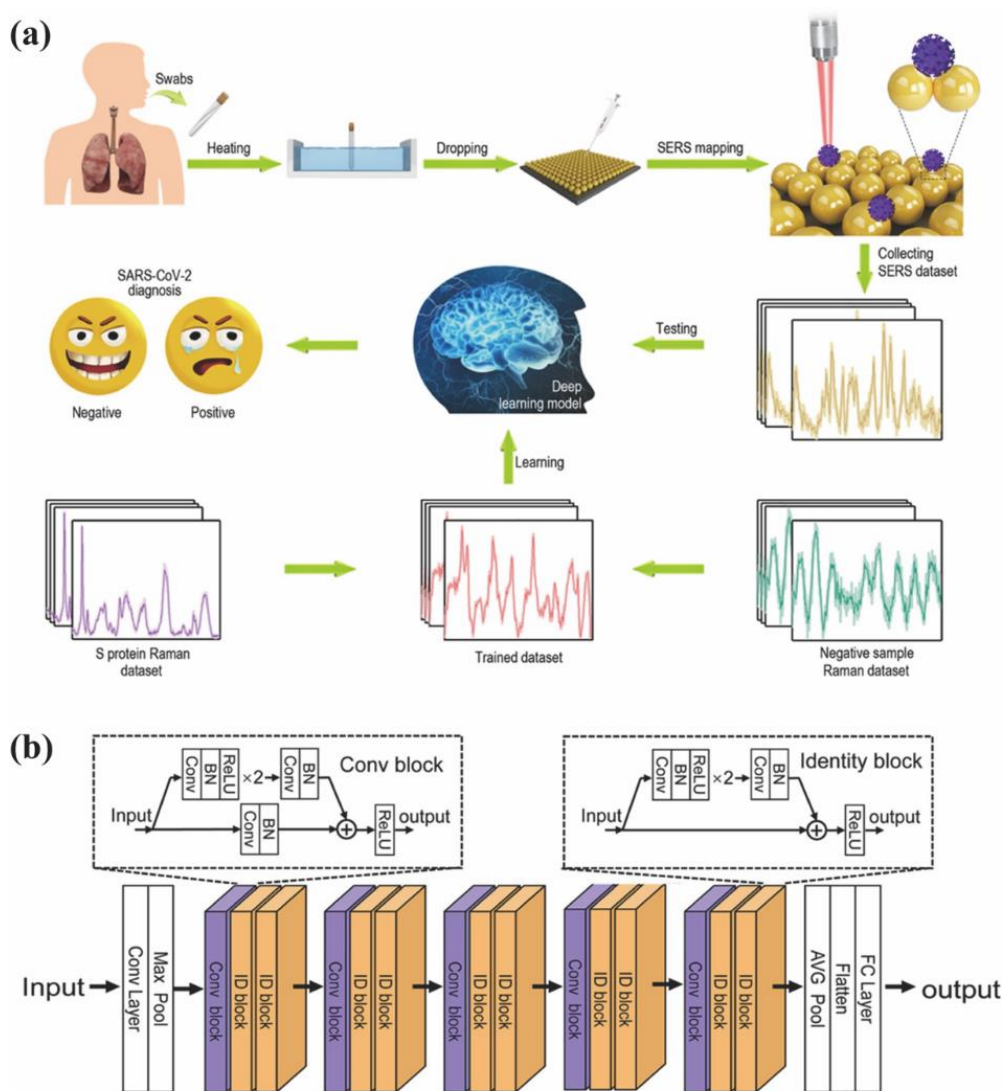 (a)
Swabs
Heating
Dropping
SERS mapping
Collecting
SERS dataset
SARS-CoV-2
diagnosis
Testing
Deep
learning model
Negative
Positive
Learning
S protein Raman
dataset
Trained dataset
Negative sample
Raman dataset
(b)
Conv
BN
ReLU
×2
Conv
BN
Conv block
Input
Conv
BN
ReLU
output
Conv
BN
ReLU
×2
Conv
BN
Identity block
Input
ReLU
output
Input
Conv Layer
Max Pool
Conv block
ID block
ID block
Conv block
ID block
ID block
Conv block
ID block
ID block
Conv block
ID block
ID block
Conv block
ID block
ID block
AVG Pool
Flatten
FC Layer
output